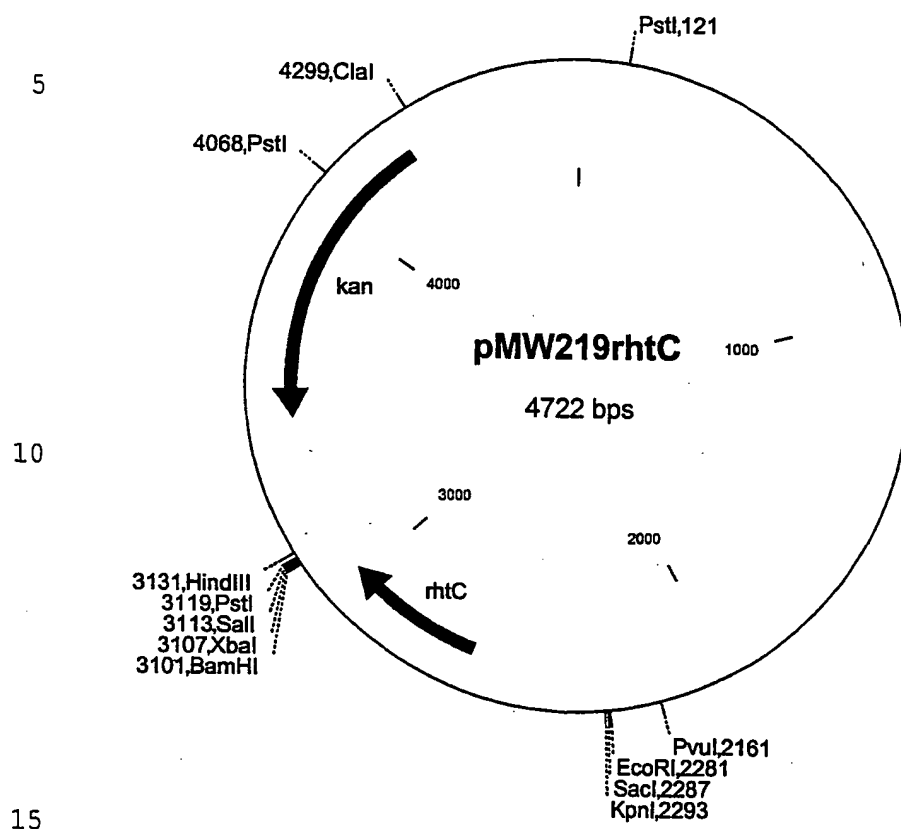 PstI,121
5
4299,ClaI
4068,PstI
kan
4000
pMW219rhtC
1000
4722 bps
10
3000
2000
3131,HindIII
rhtC
3119,PstI
3113,SalI
3107,XbaI
3101,BamHI
PvuI,2161
EcoRI,2281
SacI,2287
KpnI,2293
15